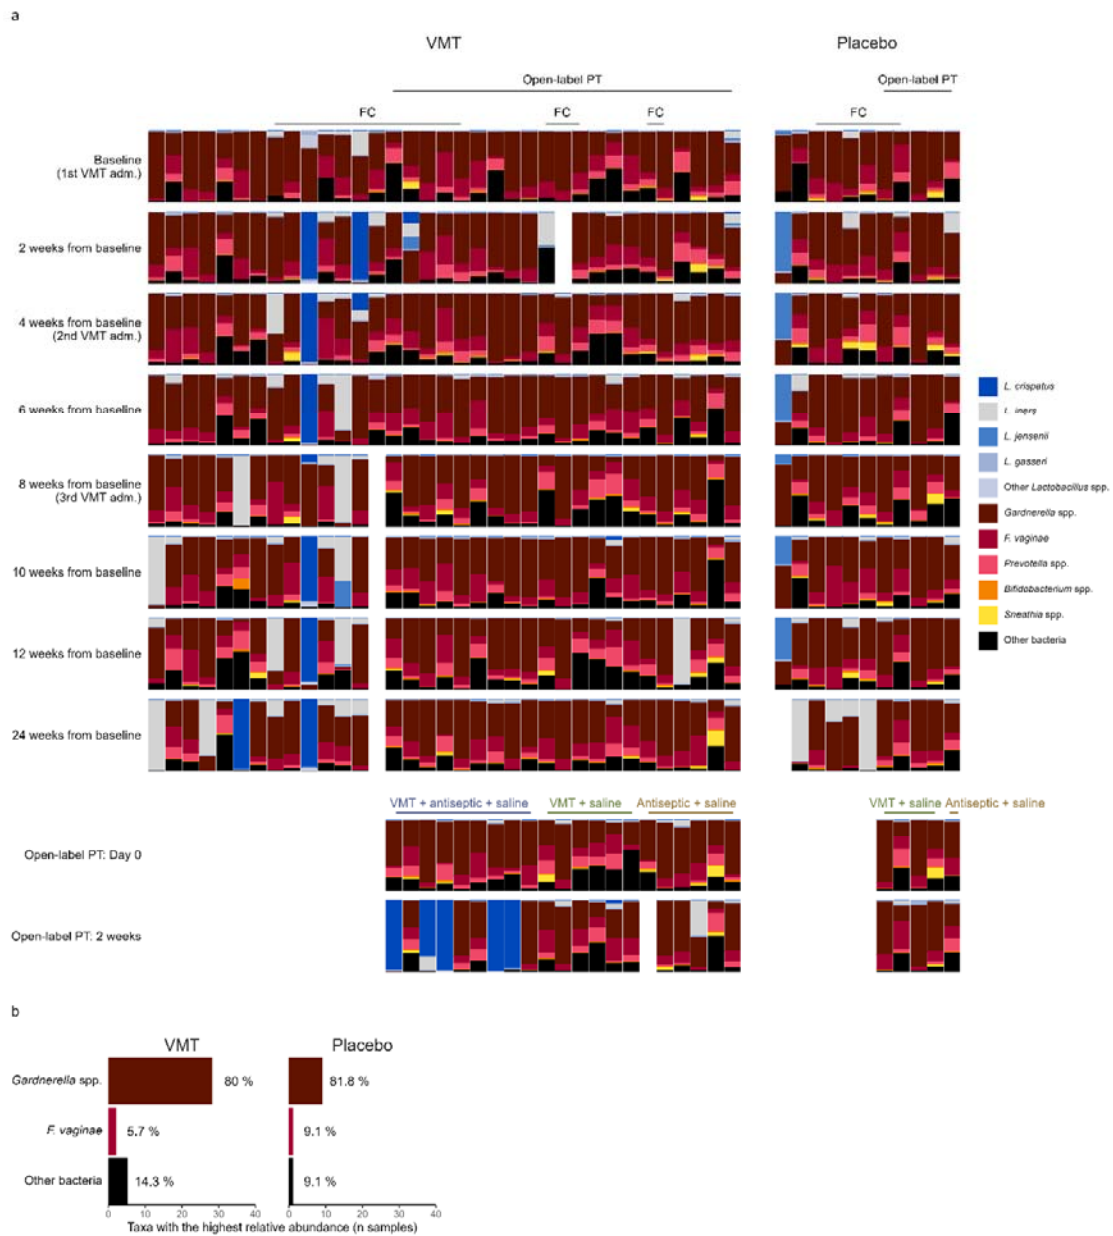 a
VMT
Placebo
Open-label PT
Open-label PT
FC
FC
FC
FC
Baseline
(1st VMT adm.)
2 weeks from baseline
4 weeks from baseline
(2nd VMT adm.)
6 weeks from baseline
8 weeks from baseline
(3rd VMT adm.)
10 weeks from baseline
12 weeks from baseline
24 weeks from baseline
L. crispatus
L. iners
L. jensenii
L. gasseri
Other Lactobacillus spp.
Gardnerella spp.
F. vaginae
Prevotella spp.
Bifidobacterium spp.
Sneathia spp.
Other bacteria
VMT + antiseptic + saline
VMT + saline
Antiseptic + saline
VMT + saline
Antiseptic + saline
Open-label PT: Day 0
Open-label PT: 2 weeks
b
VMT
Placebo
Gardnerella spp.
80 %
81.8 %
F. vaginae
5.7 %
9.1 %
Other bacteria
14.3 %
9.1 %
0 10 20 30 40
0 10 20 30 40
Taxa with the highest relative abundance (n samples)